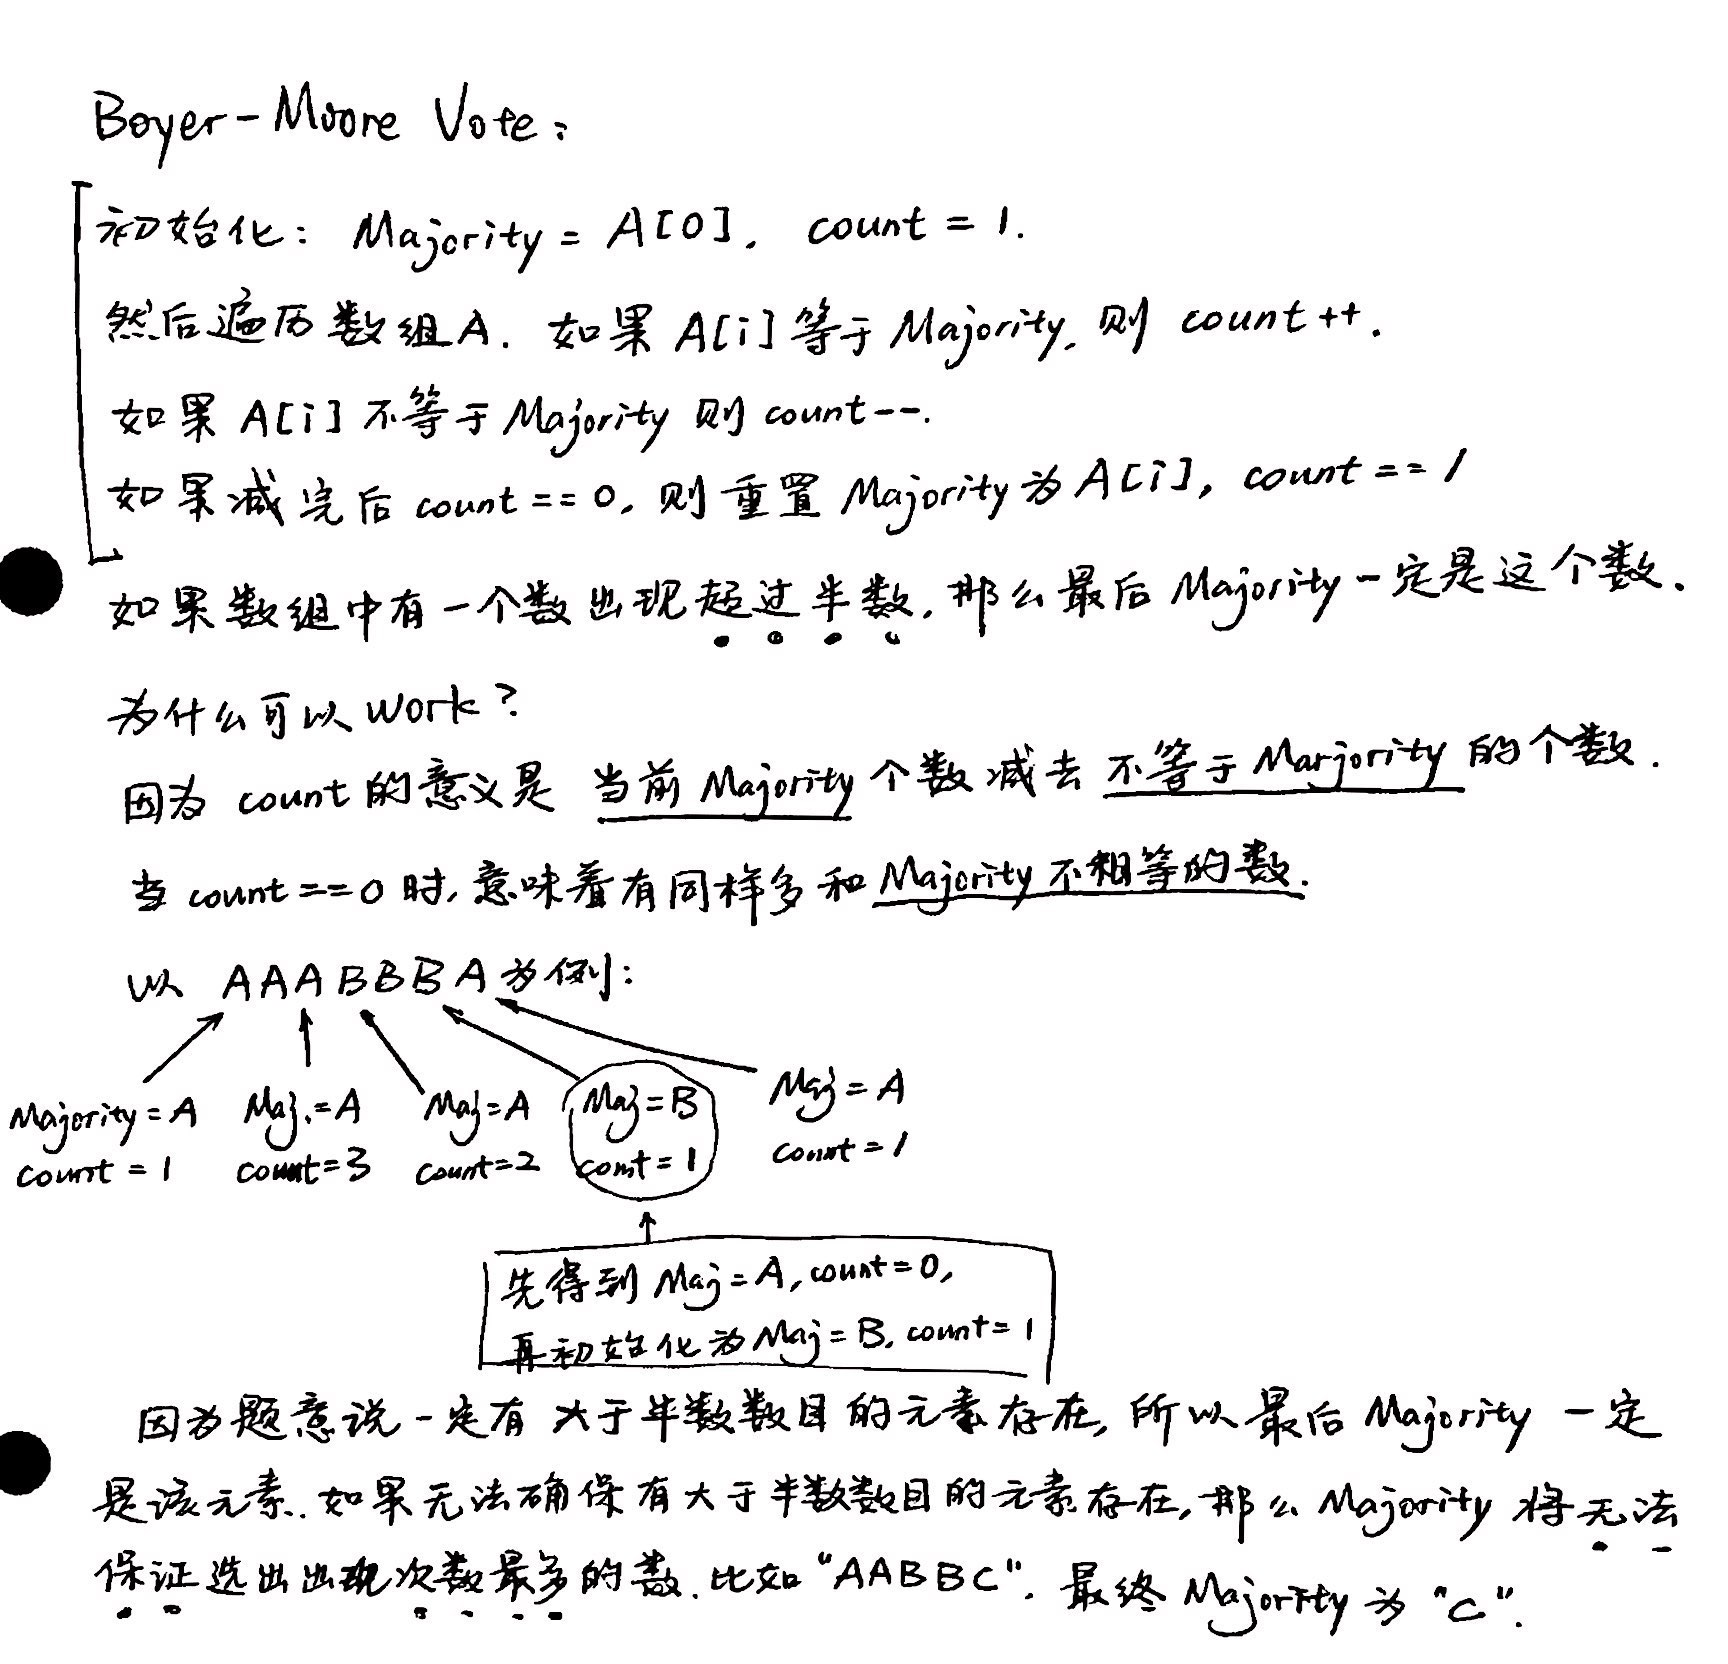 Boyer-Moore Vote:
初始化: Majority = A[0], count = 1.
然后遍历数组A. 如果 A[i] 等于 Majority, 则 count++.
如果 A[i] 不等于 Majority 则 count--.
如果减完后 count == 0, 则重置 Majority 为 A[i], count == 1
如果数组中有一个数出现超过半数, 那么最后 Majority 一定是这个数.
为什么可以 work?
因为 count 的意义是 当前 Majority 个数减去 不等于 Marjority 的个数.
当 count == 0 时, 意味着有同样多和 Majority 不相等的数.
以 AAABBBA 为例:
Majority = A Maj. = A Maj = A Maj = B Maj = A
count = 1 count = 3 count = 2 count = 1 count = 1
先得到 Maj = A, count = 0,
再初始化为 Maj = B, count = 1
因为题意说一定有大于半数数目的元素存在, 所以最后 Majority 一定
是该元素. 如果无法确保有大于半数数目的元素存在, 那么 Majority 将无法
保证选出出现次数最多的数. 比如 "AABBC". 最终 Majority 为 "C".